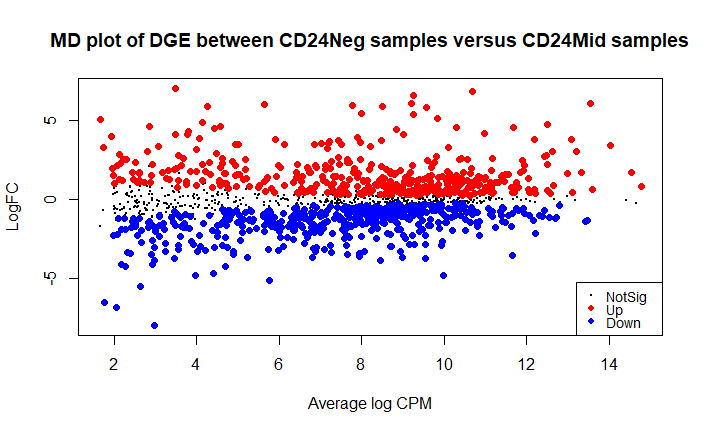 MD plot of DGE between CD24Neg samples versus CD24Mid samples
LogFC
5
0
-5
NotSig
Up
Down
2 4 6 8 10 12 14
Average log CPM